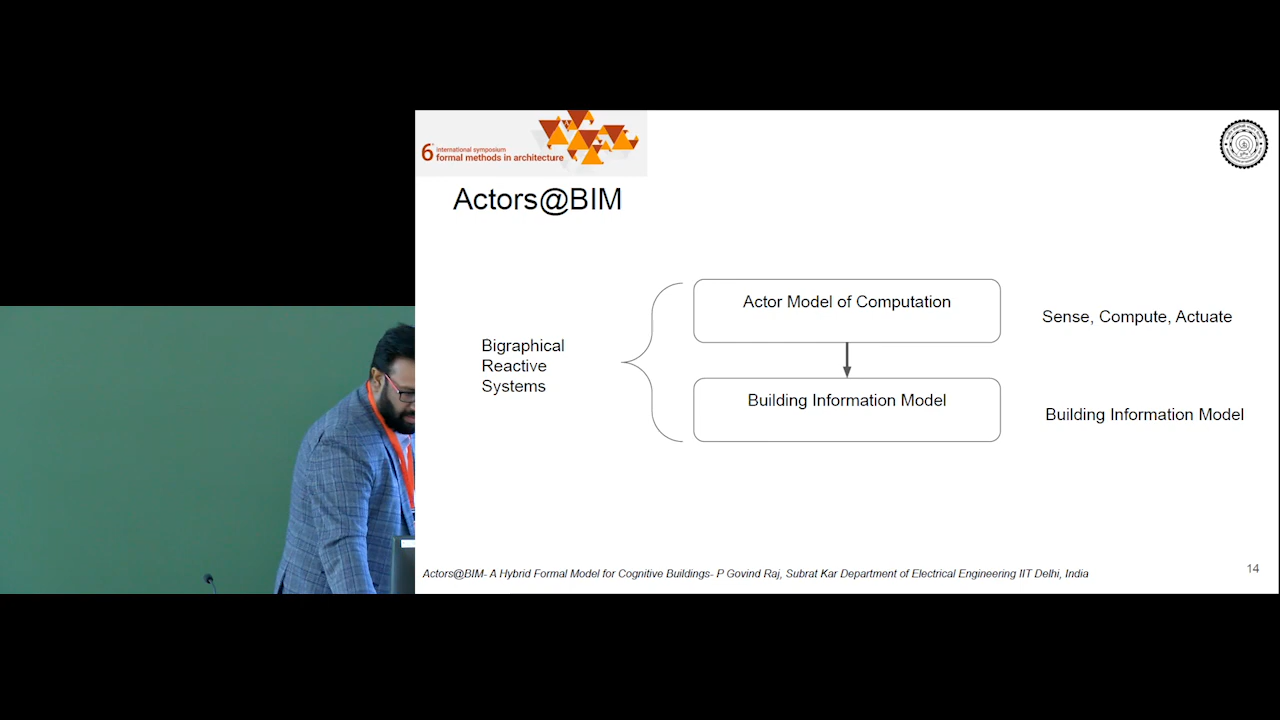 6
international symposium
formal methods in architecture
Actors@BIM
Bigraphical
Reactive
Systems
Actor Model of Computation
Sense, Compute, Actuate
Building Information Model
Building Information Model
Actors@BIM- A Hybrid Formal Model for Cognitive Buildings- P Govind Raj, Subrat Kar Department of Electrical Engineering IIT Delhi, India
14